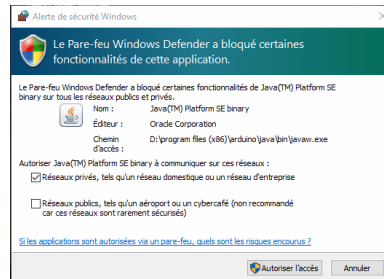 Alerte de sécurité Windows
Le Pare-feu Windows Defender a bloqué certaines
fonctionnalités de cette application.
Le Pare-feu Windows Defender a bloqué certaines fonctionnalités de Java(TM) Platform SE
binary sur tous les réseaux publics et privés.
Nom : Java(TM) Platform SE binary
Éditeur : Oracle Corporation
Chemin D:\program files (x86)\arduino\java\bin\javaw.exe
d'accès :
Autoriser Java(TM) Platform SE binary à communiquer sur ces réseaux :
Réseaux privés, tels qu'un réseau domestique ou un réseau d'entreprise
Réseaux publics, tels qu'un aéroport ou un cybercafé (non recommandé
car ces réseaux sont rarement sécurisés)
Si les applications sont autorisées via un pare-feu, quels sont les risques encourus ?
Autoriser l'accès Annuler